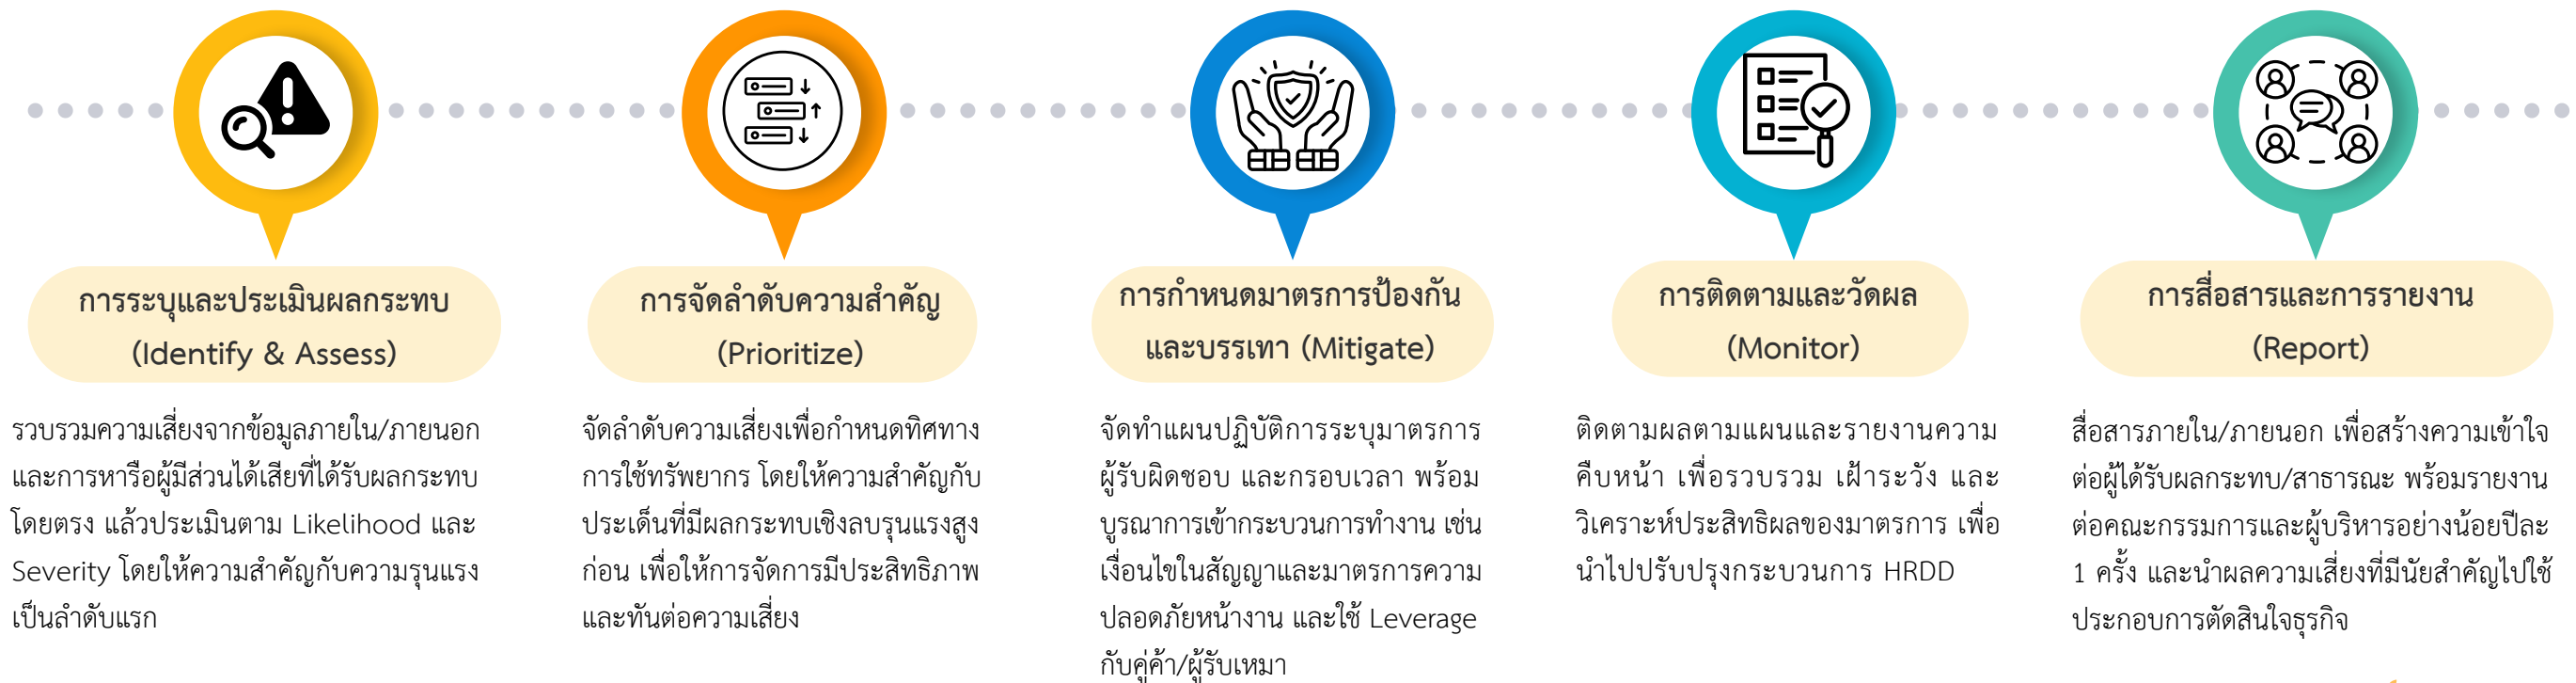 การระบุและประเมินผลกระทบ
(Identify & Assess)
รวบรวมความเสี่ยงจากข้อมูลภายใน/ภายนอก
และการหารือผู้มีส่วนได้เสียที่ได้รับผลกระทบ
โดยตรง แล้วประเมินตาม Likelihood และ
Severity โดยให้ความสำคัญกับความรุนแรง
เป็นลำดับแรก
การจัดลำดับความสำคัญ
(Prioritize)
จัดลำดับความเสี่ยงเพื่อกำหนดทิศทาง
การใช้ทรัพยากร โดยให้ความสำคัญกับ
ประเด็นที่มีผลกระทบเชิงลบรุนแรงสูง
ก่อน เพื่อให้การจัดการมีประสิทธิภาพ
และทันต่อความเสี่ยง
การกำหนดมาตรการป้องกัน
และบรรเทา (Mitigate)
จัดทำแผนปฏิบัติการระบุมาตรการ
ผู้รับผิดชอบ และกรอบเวลา พร้อม
บูรณาการเข้ากระบวนการทำงาน เช่น
เงื่อนไขในสัญญาและมาตรการความ
ปลอดภัยหน้างาน และใช้ Leverage
กับคู่ค้า/ผู้รับเหมา
การติดตามและวัดผล
(Monitor)
ติดตามผลตามแผนและรายงานความ
คืบหน้า เพื่อรวบรวม เฝ้าระวัง และ
วิเคราะห์ประสิทธิผลของมาตรการ เพื่อ
นำไปปรับปรุงกระบวนการ HRDD
การสื่อสารและการรายงาน
(Report)
สื่อสารภายใน/ภายนอก เพื่อสร้างความเข้าใจ
ต่อผู้ได้รับผลกระทบ/สาธารณะ พร้อมรายงาน
ต่อคณะกรรมการและผู้บริหารอย่างน้อยปีละ
1 ครั้ง และนำผลความเสี่ยงที่มีนัยสำคัญไปใช้
ประกอบการตัดสินใจธุรกิจ